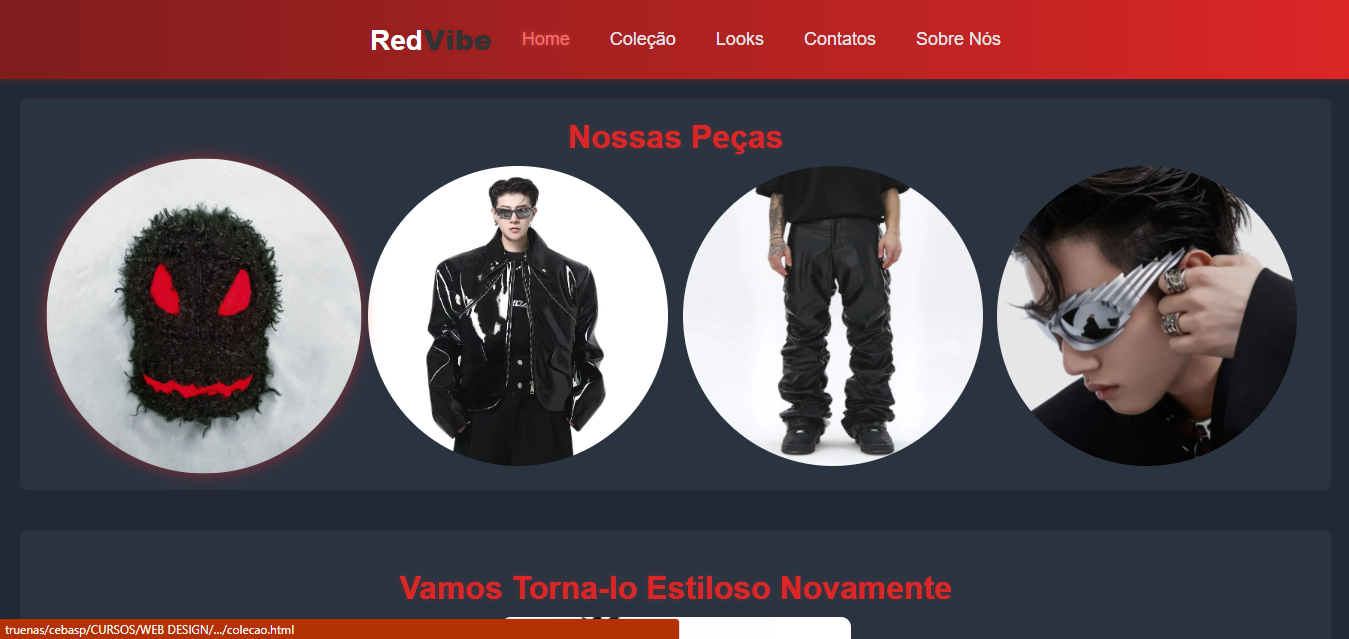 RedVibe Home Coleção Looks Contatos Sobre Nós
Nossas Peças
Vamos Torna-lo Estiloso Novamente
truenas/cebasp/CURSOS/WEB DESIGN/.../colecao.html